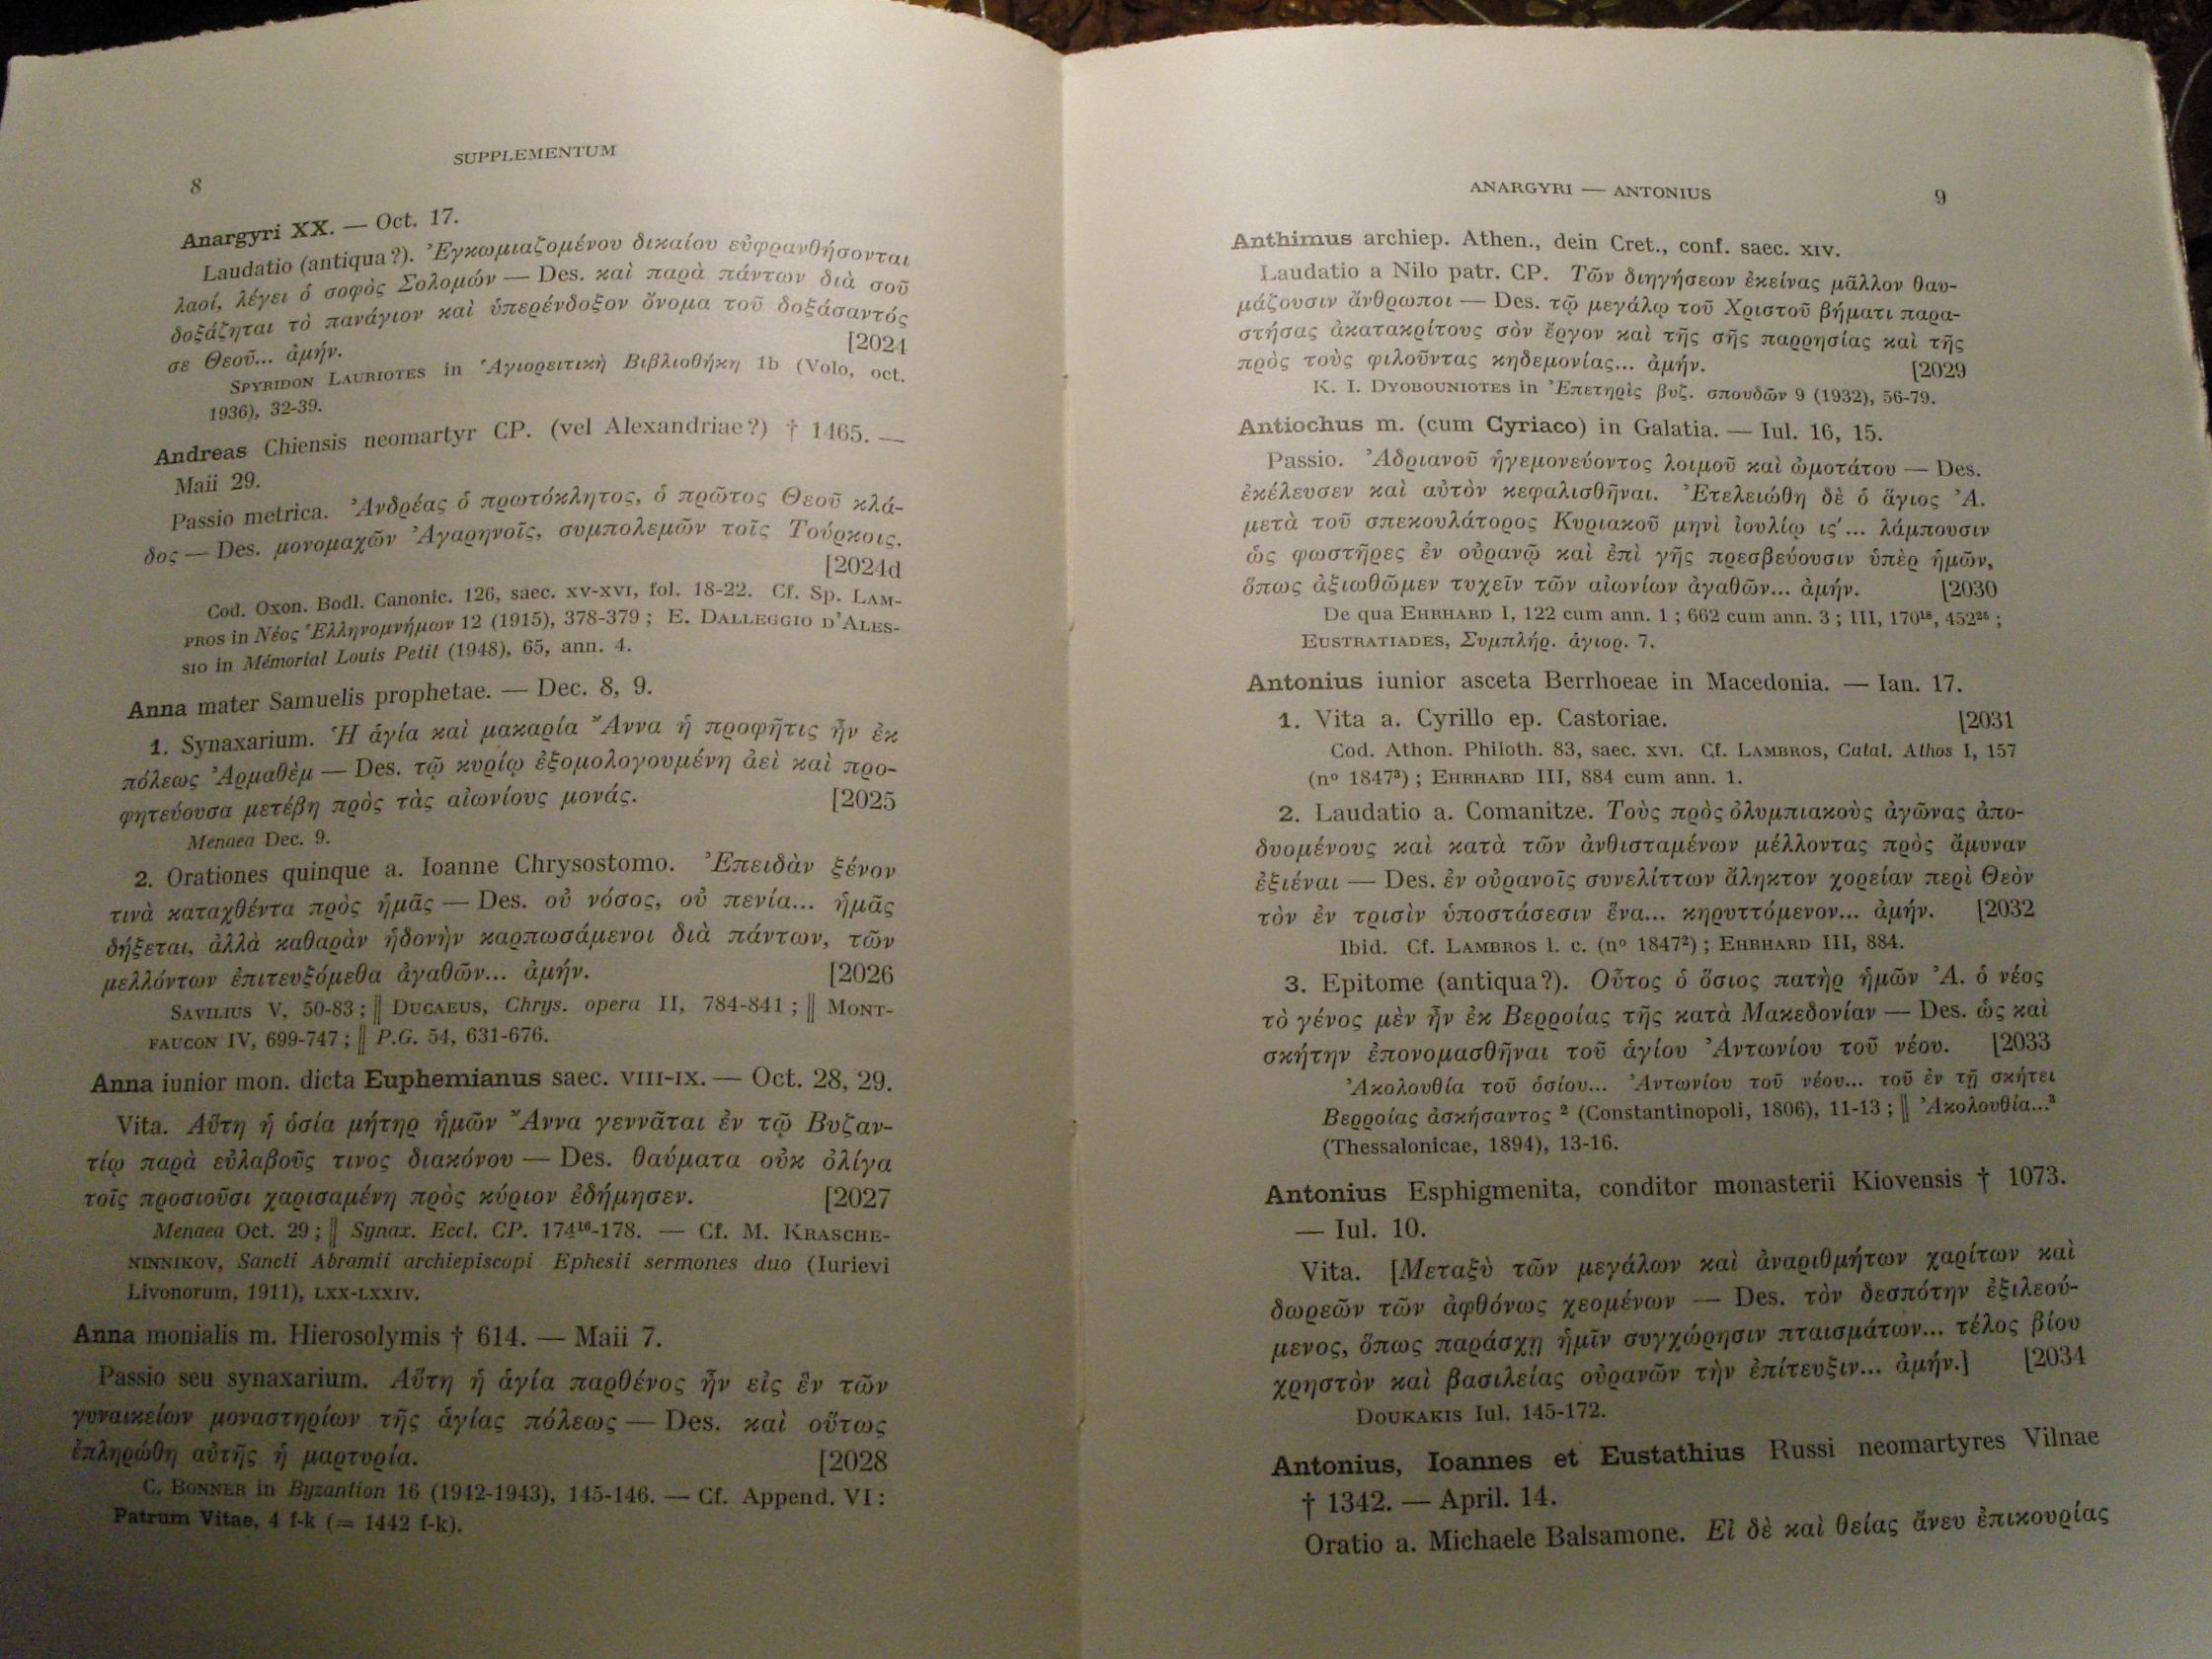 SUPPLEMENTUM
8
Anargyri XX. — Oct. 17.
Laudatio (antiqua?). Ἐγκωμιαζομένου δικαίου εὐφρανθήσονται
λαοί, λέγει ὁ σοφὸς Σολομών — Des. καὶ παρὰ πάντων διὰ σοῦ
δοξάζηται τὸ πανάγιον καὶ ὑπερένδοξον ὄνομα τοῦ δοξάσαντός
σε Θεοῦ... ἀμήν. [2024
SPYRIDON LAURIOTES in Ἁγιορειτικὴ Βιβλιοθήκη 1b (Volo, oct.
1936), 32-39.
Andreas Chiensis neomartyr CP. (vel Alexandriae?) † 1465. —
Maii 29.
Passio metrica. Ἀνδρέας ὁ πρωτόκλητος, ὁ πρῶτος Θεοῦ κλά-
δος — Des. μονομαχῶν Ἀγαρηνοῖς, συμπολεμῶν τοῖς Τούρκοις.
[2024d
Cod. Oxon. Bodl. Canonic. 126, saec. XV-XVI, fol. 18-22. Cf. Sp. LAM-
PROS in Νέος Ἑλληνομνήμων 12 (1915), 378-379 ; E. DALLEGGIO D'ALES-
SIO in Mémorial Louis Petit (1948), 65, ann. 4.
Anna mater Samuelis prophetae. — Dec. 8, 9.
1. Synaxarium. Ἡ ἁγία καὶ μακαρία Ἄννα ἡ προφῆτις ἦν ἐκ
πόλεως Ἀρμαθὲμ — Des. τῷ κυρίῳ ἐξομολογουμένη ἀεὶ καὶ προ-
φητεύουσα μετέβη πρὸς τὰς αἰωνίους μονάς. [2025
Menaea Dec. 9.
2. Orationes quinque a. Ioanne Chrysostomo. Ἐπειδὰν ξένον
τινὰ καταχθέντα πρὸς ἡμᾶς — Des. οὐ νόσος, οὐ πενία... ἡμᾶς
δήξεται, ἀλλὰ καθαρὰν ἡδονὴν καρπωσάμενοι διὰ πάντων, τῶν
μελλόντων ἐπιτευξόμεθα ἀγαθῶν... ἀμήν. [2026
SAVILIUS V, 50-83 ; || DUCAEUS, Chrys. opera II, 784-841 ; || MONT-
FAUCON IV, 699-747 ; || P.G. 54, 631-676.
Anna iunior mon. dicta Euphemianus saec. VIII-IX. — Oct. 28, 29.
Vita. Αὕτη ἡ ὁσία μήτηρ ἡμῶν Ἄννα γεννᾶται ἐν τῷ Βυζαν-
τίῳ παρὰ εὐλαβοῦς τινος διακόνου — Des. θαύματα οὐκ ὀλίγα
τοῖς προσιοῦσι χαρισαμένη πρὸς κύριον ἐδήμησεν. [2027
Menaea Oct. 29 ; || Synax. Eccl. CP. 174¹⁶-178. — Cf. M. KRASCHE-
NINNIKOV, Sancti Abramii archiepiscopi Ephesii sermones duo (Iurievi
Livonorum, 1911), LXX-LXXIV.
Anna monialis m. Hierosolymis † 614. — Maii 7.
Passio seu synaxarium. Αὕτη ἡ ἁγία παρθένος ἦν εἰς ἓν τῶν
γυναικείων μοναστηρίων τῆς ἁγίας πόλεως — Des. καὶ οὕτως
ἐπληρώθη αὐτῆς ἡ μαρτυρία. [2028
C. BONNER in Byzantion 16 (1942-1943), 145-146. — Cf. Append. VI :
Patrum Vitae, 4 f-k (= 1442 f-k).
ANARGYRI — ANTONIUS 9
Anthimus archiep. Athen., dein Cret., conf. saec. XIV.
Laudatio a Nilo patr. CP. Τῶν διηγήσεων ἐκείνας μᾶλλον θαυ-
μάζουσιν ἄνθρωποι — Des. τῷ μεγάλῳ τοῦ Χριστοῦ βήματι παρα-
στήσας ἀκατακρίτους σὸν ἔργον καὶ τῆς σῆς παρρησίας καὶ τῆς
πρὸς τοὺς φιλοῦντας κηδεμονίας... ἀμήν. [2029
K. I. DYOBOUNIOTES in Ἐπετηρὶς βυζ. σπουδῶν 9 (1932), 56-79.
Antiochus m. (cum Cyriaco) in Galatia. — Iul. 16, 15.
Passio. Ἀδριανοῦ ἡγεμονεύοντος λοιμοῦ καὶ ὠμοτάτου — Des.
ἐκέλευσεν καὶ αὐτὸν κεφαλισθῆναι. Ἐτελειώθη δὲ ὁ ἅγιος Ἀ.
μετὰ τοῦ σπεκουλάτορος Κυριακοῦ μηνὶ ἰουλίῳ ις′... λάμπουσιν
ὡς φωστῆρες ἐν οὐρανῷ καὶ ἐπὶ γῆς πρεσβεύουσιν ὑπὲρ ἡμῶν,
ὅπως ἀξιωθῶμεν τυχεῖν τῶν αἰωνίων ἀγαθῶν... ἀμήν. [2030
De qua EHRHARD I, 122 cum ann. 1 ; 662 cum ann. 3 ; III, 170¹⁸, 452²⁵ ;
EUSTRATIADES, Συμπλήρ. ἁγιορ. 7.
Antonius iunior asceta Berrhoeae in Macedonia. — Ian. 17.
1. Vita a. Cyrillo ep. Castoriae. [2031
Cod. Athon. Philoth. 83, saec. XVI. Cf. LAMBROS, Catal. Athos I, 157
(nº 1847³) ; EHRHARD III, 884 cum ann. 1.
2. Laudatio a. Comanitze. Τοὺς πρὸς ὀλυμπιακοὺς ἀγῶνας ἀπο-
δυομένους καὶ κατὰ τῶν ἀνθισταμένων μέλλοντας πρὸς ἄμυναν
ἐξιέναι — Des. ἐν οὐρανοῖς συνελίττων ἄληκτον χορείαν περὶ Θεὸν
τὸν ἐν τρισὶν ὑποστάσεσιν ἕνα... κηρυττόμενον... ἀμήν. [2032
Ibid. Cf. LAMBROS l. c. (nº 1847²) ; EHRHARD III, 884.
3. Epitome (antiqua?). Οὗτος ὁ ὅσιος πατὴρ ἡμῶν Ἀ. ὁ νέος
τὸ γένος μὲν ἦν ἐκ Βερροίας τῆς κατὰ Μακεδονίαν — Des. ὡς καὶ
σκήτην ἐπονομασθῆναι τοῦ ἁγίου Ἀντωνίου τοῦ νέου. [2033
Ἀκολουθία τοῦ ὁσίου... Ἀντωνίου τοῦ νέου... τοῦ ἐν τῇ σκήτει
Βερροίας ἀσκήσαντος ² (Constantinopoli, 1806), 11-13 ; || Ἀκολουθία...³
(Thessalonicae, 1894), 13-16.
Antonius Esphigmenita, conditor monasterii Kiovensis † 1073.
— Iul. 10.
Vita. [Μεταξὺ τῶν μεγάλων καὶ ἀναριθμήτων χαρίτων καὶ
δωρεῶν τῶν ἀφθόνως χεομένων — Des. τὸν δεσπότην ἐξιλεού-
μενος, ὅπως παράσχῃ ἡμῖν συγχώρησιν πταισμάτων... τέλος βίου
χρηστὸν καὶ βασιλείας οὐρανῶν τὴν ἐπίτευξιν... ἀμήν.] [2034
DOUKAKIS Iul. 145-172.
Antonius, Ioannes et Eustathius Russi neomartyres Vilnae
† 1342. — April. 14.
Oratio a. Michaele Balsamone. Εἰ δὲ καὶ θείας ἄνευ ἐπικουρίας